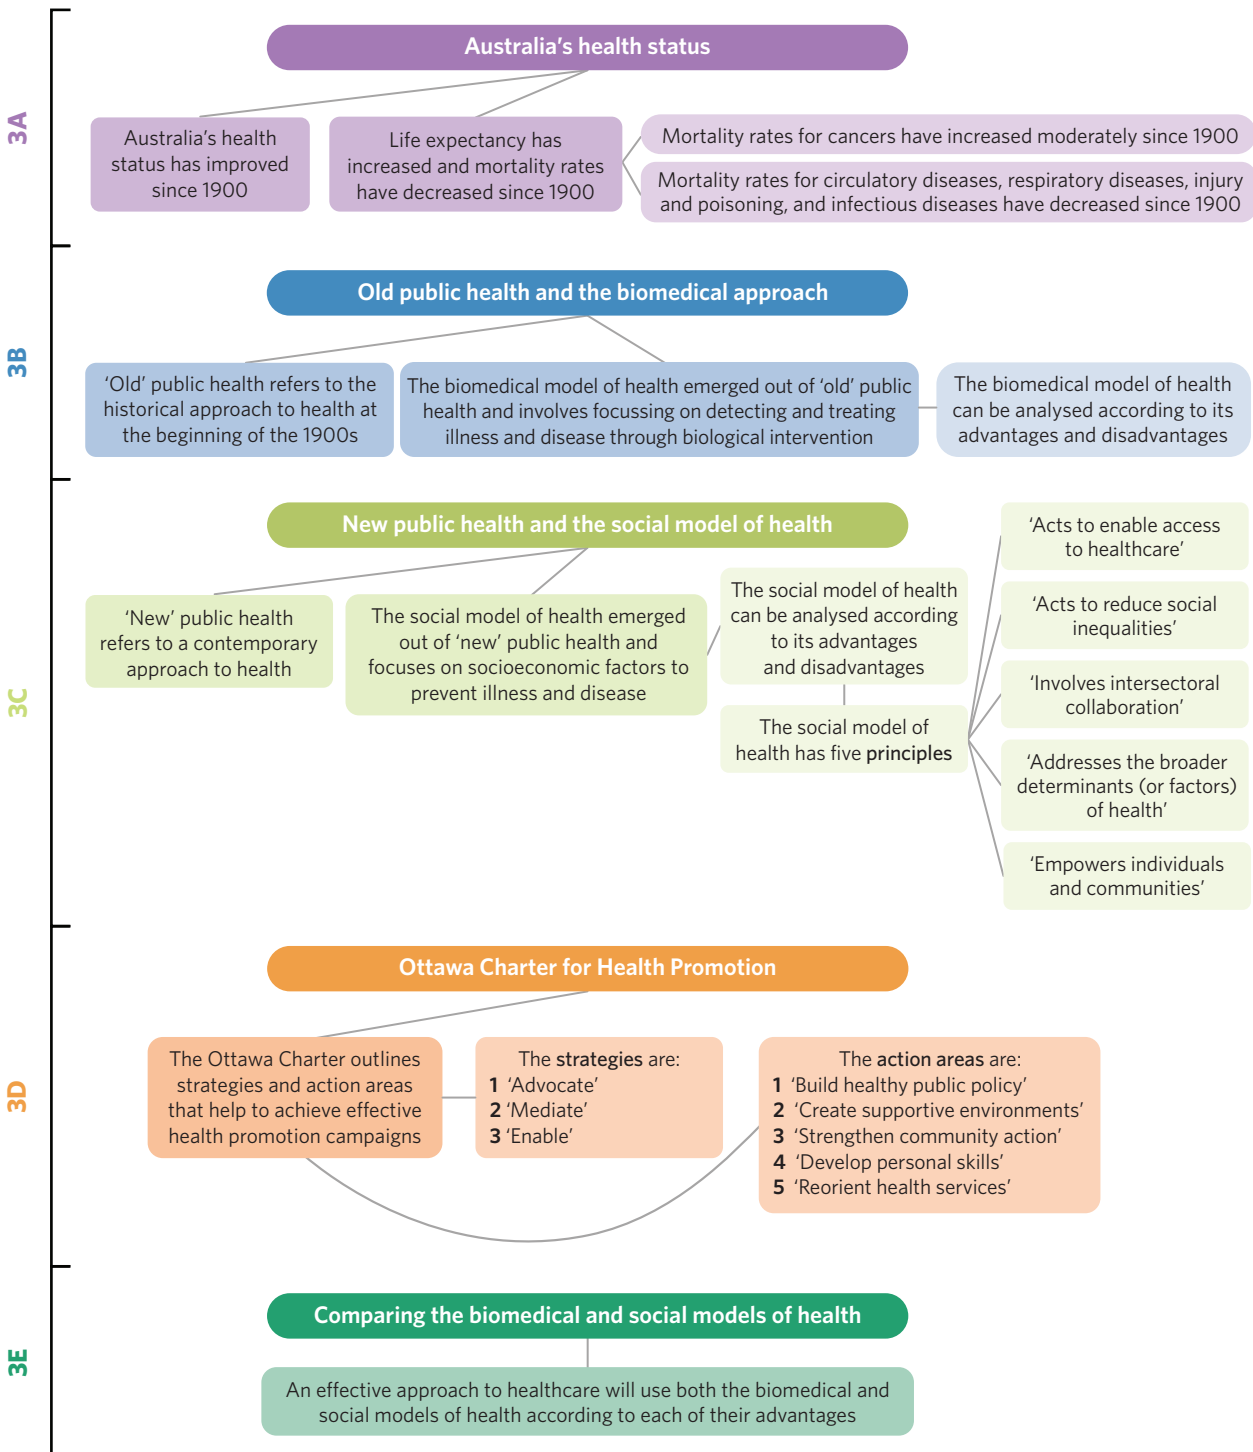 3A
Australia’s health status
Australia’s health
status has improved
since 1900
Life expectancy has
increased and mortality rates
have decreased since 1900
Mortality rates for cancers have increased moderately since 1900
Mortality rates for circulatory diseases, respiratory diseases, injury
and poisoning, and infectious diseases have decreased since 1900
3B
Old public health and the biomedical approach
‘Old’ public health refers to the
historical approach to health at
the beginning of the 1900s
The biomedical model of health emerged out of ‘old’ public
health and involves focussing on detecting and treating
illness and disease through biological intervention
The biomedical model of health
can be analysed according to its
advantages and disadvantages
3C
New public health and the social model of health
‘New’ public health
refers to a contemporary
approach to health
The social model of health emerged
out of ‘new’ public health and
focuses on socioeconomic factors to
prevent illness and disease
The social model of health
can be analysed according
to its advantages
and disadvantages
The social model of
health has five principles
‘Acts to enable access
to healthcare’
‘Acts to reduce social
inequalities’
‘Involves intersectoral
collaboration’
‘Addresses the broader
determinants (or factors)
of health’
‘Empowers individuals
and communities’
3D
Ottawa Charter for Health Promotion
The Ottawa Charter outlines
strategies and action areas
that help to achieve effective
health promotion campaigns
The strategies are:
1 ‘Advocate’
2 ‘Mediate’
3 ‘Enable’
The action areas are:
1 ‘Build healthy public policy’
2 ‘Create supportive environments’
3 ‘Strengthen community action’
4 ‘Develop personal skills’
5 ‘Reorient health services’
3E
Comparing the biomedical and social models of health
An effective approach to healthcare will use both the biomedical and
social models of health according to each of their advantages